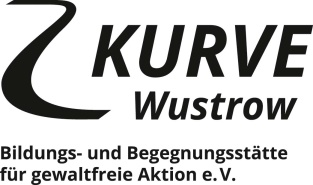 KURVE
Wustrow
Bildungs- und Begegnungsstätte
für gewaltfreie Aktion e. V.